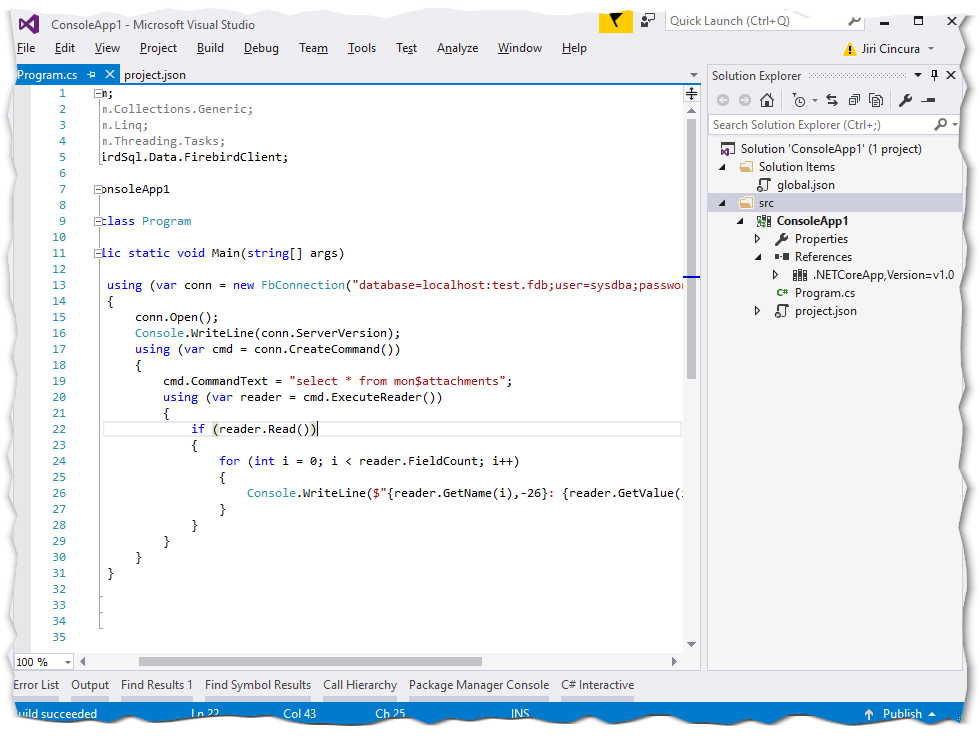 ConsoleApp1 - Microsoft Visual Studio
Quick Launch (Ctrl+Q)
File Edit View Project Build Debug Team Tools Test Analyze Window Help
Jiri Cincura
Program.cs project.json
1 n;
2 n.Collections.Generic;
3 n.Linq;
4 n.Threading.Tasks;
5 irdSql.Data.FirebirdClient;
6
7 onsoleApp1
8
9 class Program
10
11 lic static void Main(string[] args)
12
13 using (var conn = new FbConnection("database=localhost:test.fdb;user=sysdba;passwor
14 {
15 conn.Open();
16 Console.WriteLine(conn.ServerVersion);
17 using (var cmd = conn.CreateCommand())
18 {
19 cmd.CommandText = "select * from mon$attachments";
20 using (var reader = cmd.ExecuteReader())
21 {
22 if (reader.Read())
23 {
24 for (int i = 0; i < reader.FieldCount; i++)
25 {
26 Console.WriteLine($"{reader.GetName(i),-26}: {reader.GetValue(i
27 }
28 }
29 }
30 }
31 }
32
33
34
35
100 %
Solution Explorer
Search Solution Explorer (Ctrl+;)
Solution 'ConsoleApp1' (1 project)
Solution Items
global.json
src
ConsoleApp1
Properties
References
.NETCoreApp,Version=v1.0
C# Program.cs
project.json
Error List Output Find Results 1 Find Symbol Results Call Hierarchy Package Manager Console C# Interactive
uild succeeded Ln 22 Col 43 Ch 25 INS Publish